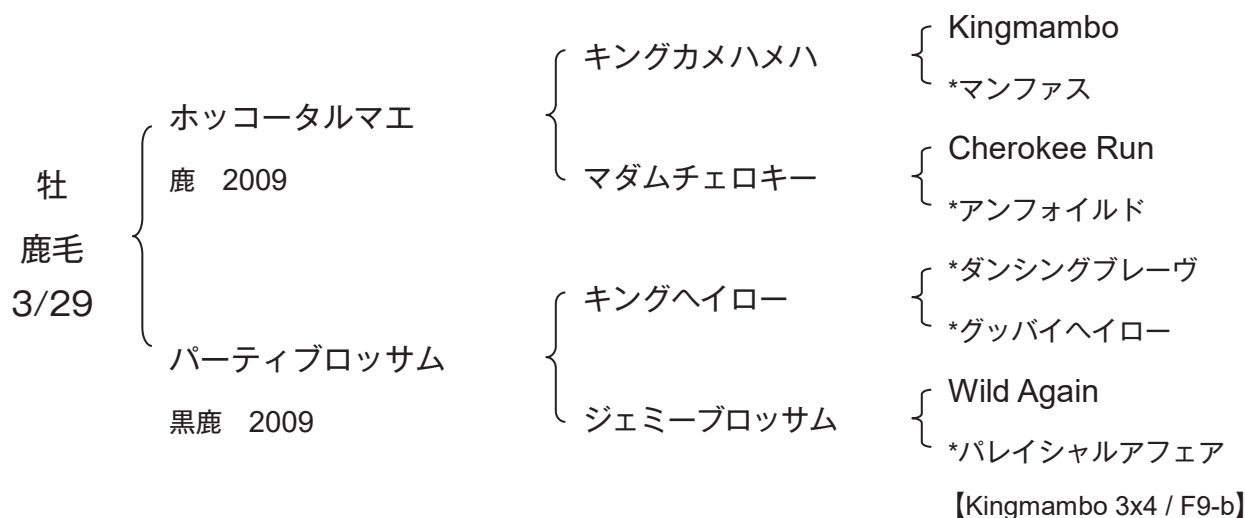 牡
鹿毛
3/29
ホッコータルマエ
鹿 2009
パーティブロッサム
黒鹿 2009
キングカメハメハ
マダムチェロキー
キングヘイロー
ジェミーブロッサム
Kingmambo
*マンファス
Cherokee Run
*アンフォイルド
*ダンシングブレーヴ
*グッバイヘイロー
Wild Again
*パレイシャルアフェア
【Kingmambo 3x4 / F9-b】